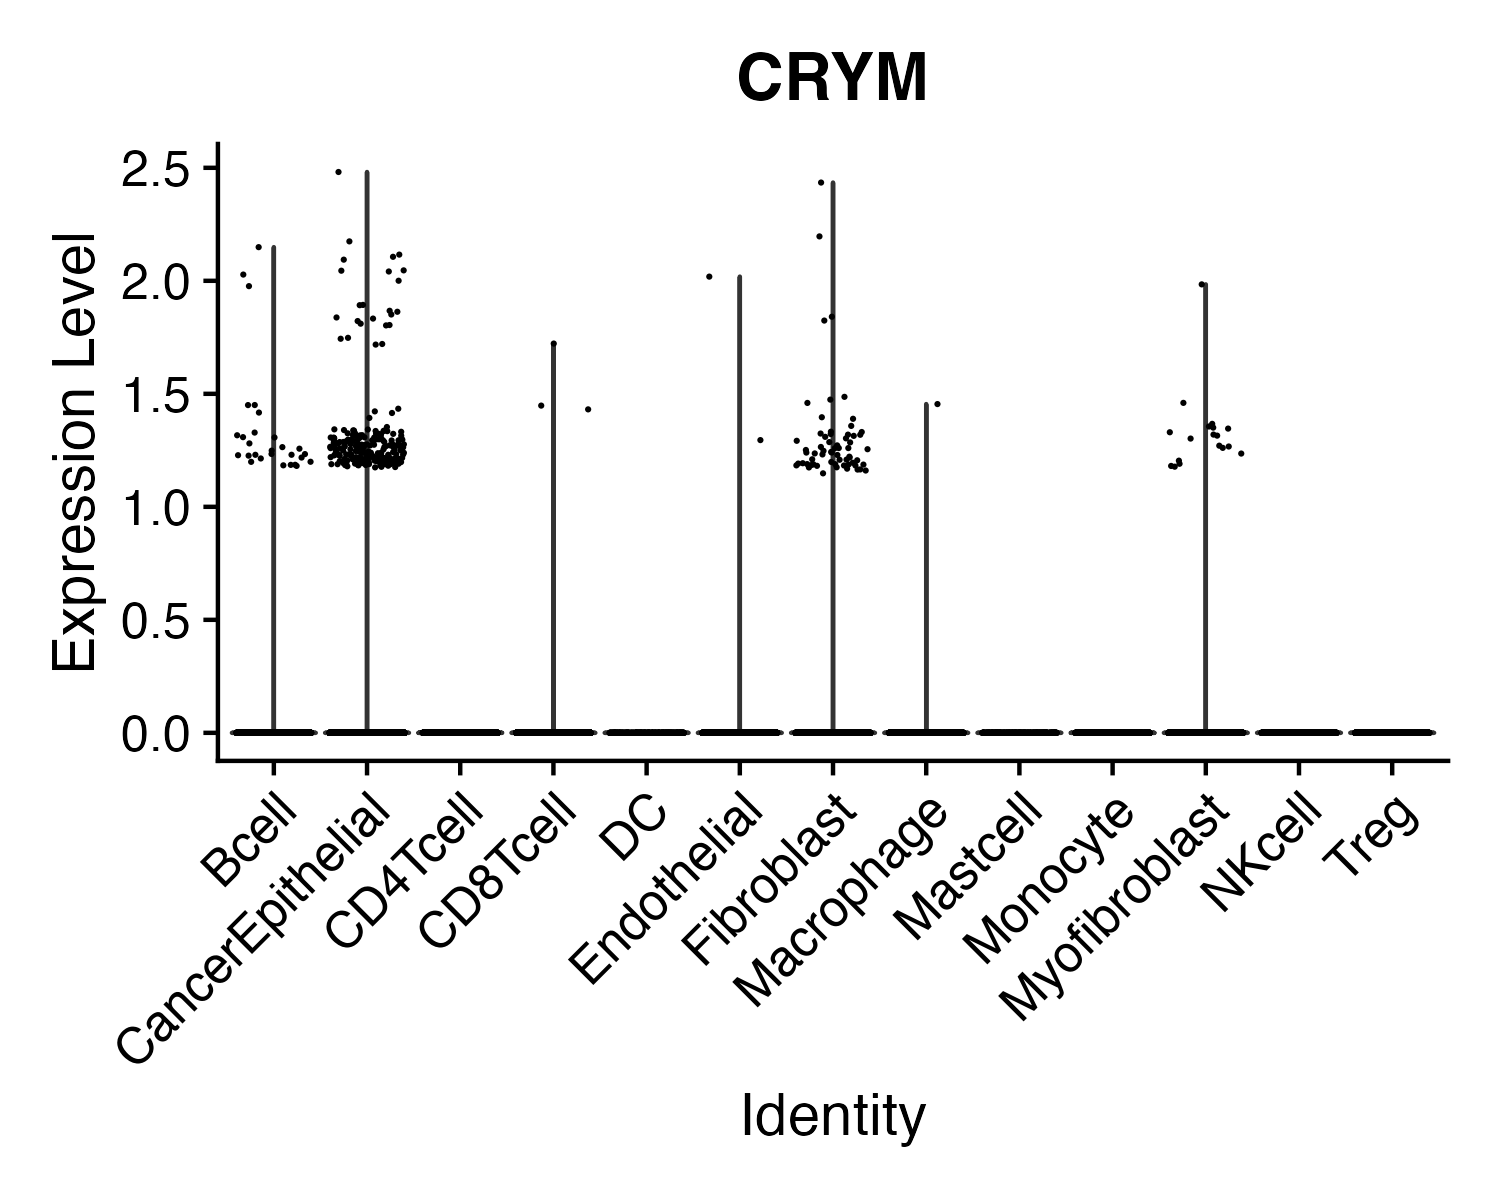 CRYM
Expression Level
2.5
2.0
1.5
1.0
0.5
0.0
Bcell
CancerEpithelial
CD4Tcell
CD8Tcell
DC
Endothelial
Fibroblast
Macrophage
Mastcell
Monocyte
Myofibroblast
NKcell
Treg
Identity